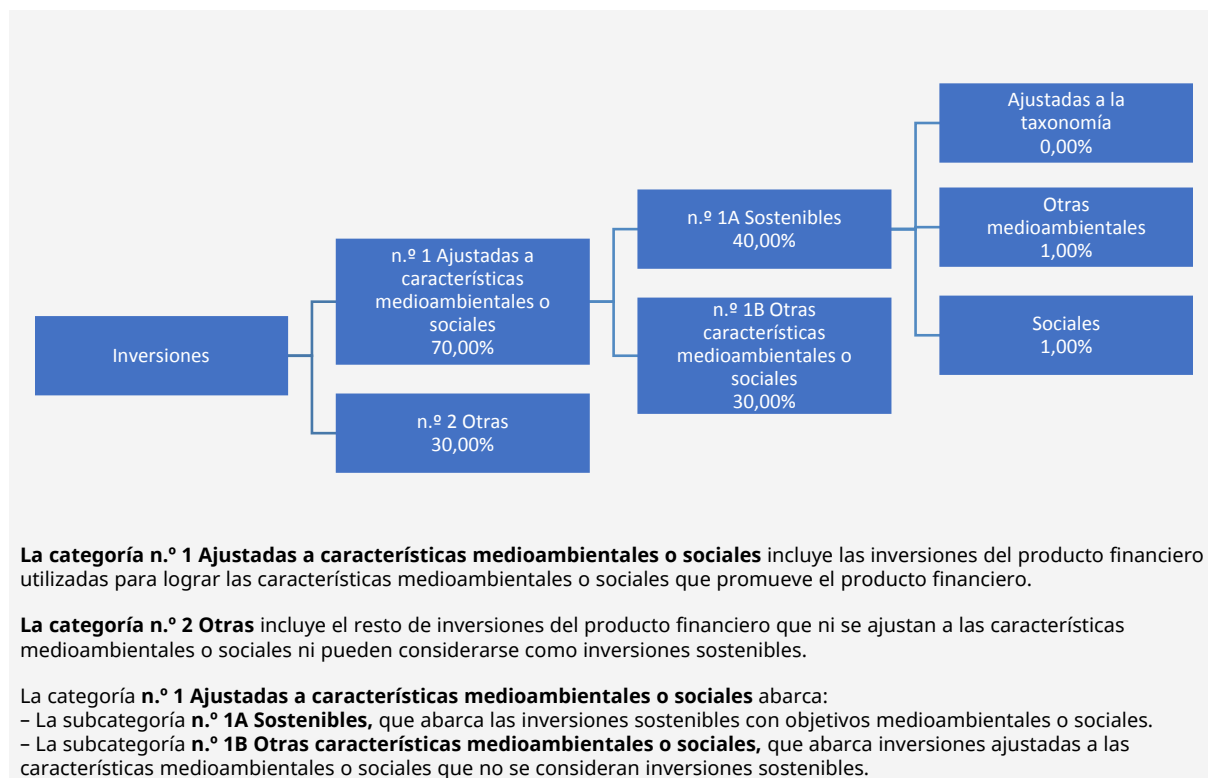 Inversiones
n.º 1 Ajustadas a
características
medioambientales o
sociales
70,00%
n.º 2 Otras
30,00%
n.º 1A Sostenibles
40,00%
n.º 1B Otras
características
medioambientales o
sociales
30,00%
Ajustadas a la
taxonomía
0,00%
Otras
medioambientales
1,00%
Sociales
1,00%
La categoría n.º 1 Ajustadas a características medioambientales o sociales incluye las inversiones del producto financiero
utilizadas para lograr las características medioambientales o sociales que promueve el producto financiero.
La categoría n.º 2 Otras incluye el resto de inversiones del producto financiero que ni se ajustan a las características
medioambientales o sociales ni pueden considerarse como inversiones sostenibles.
La categoría n.º 1 Ajustadas a características medioambientales o sociales abarca:
– La subcategoría n.º 1A Sostenibles, que abarca las inversiones sostenibles con objetivos medioambientales o sociales.
– La subcategoría n.º 1B Otras características medioambientales o sociales, que abarca inversiones ajustadas a las
características medioambientales o sociales que no se consideran inversiones sostenibles.